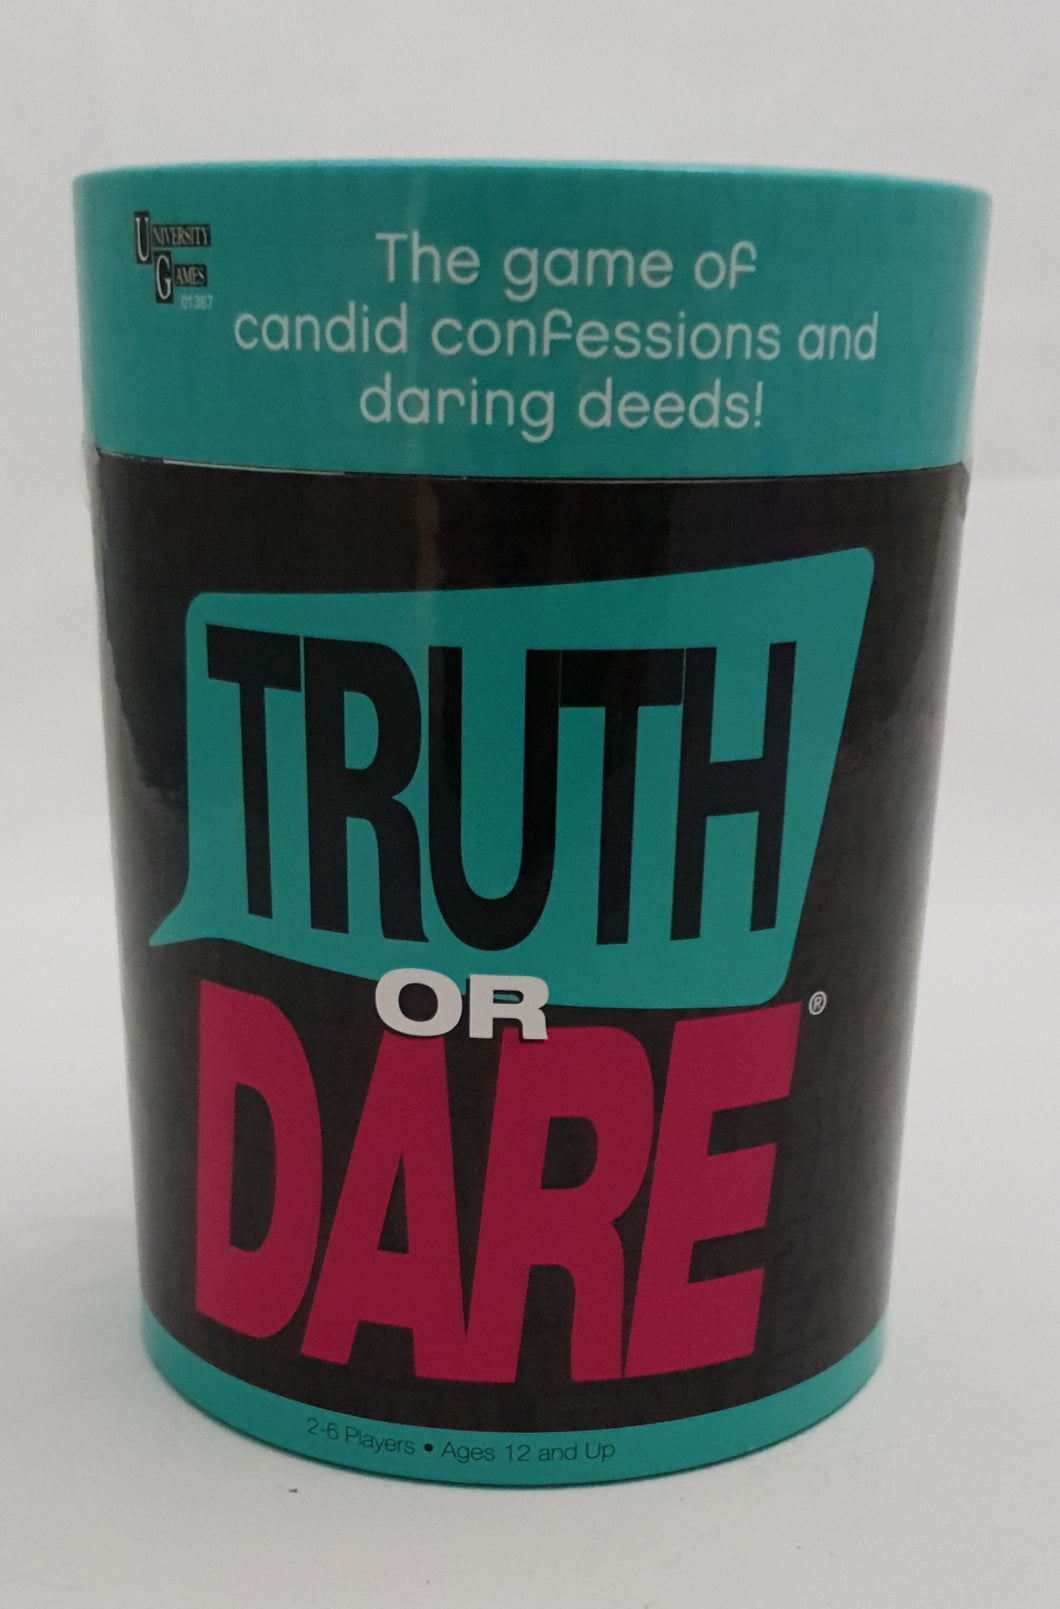 UNIVERSITY
GAMES
01387
The game of
candid confessions and
daring deeds!
TRUTH
OR
DARE®
2-6 Players • Ages 12 and Up